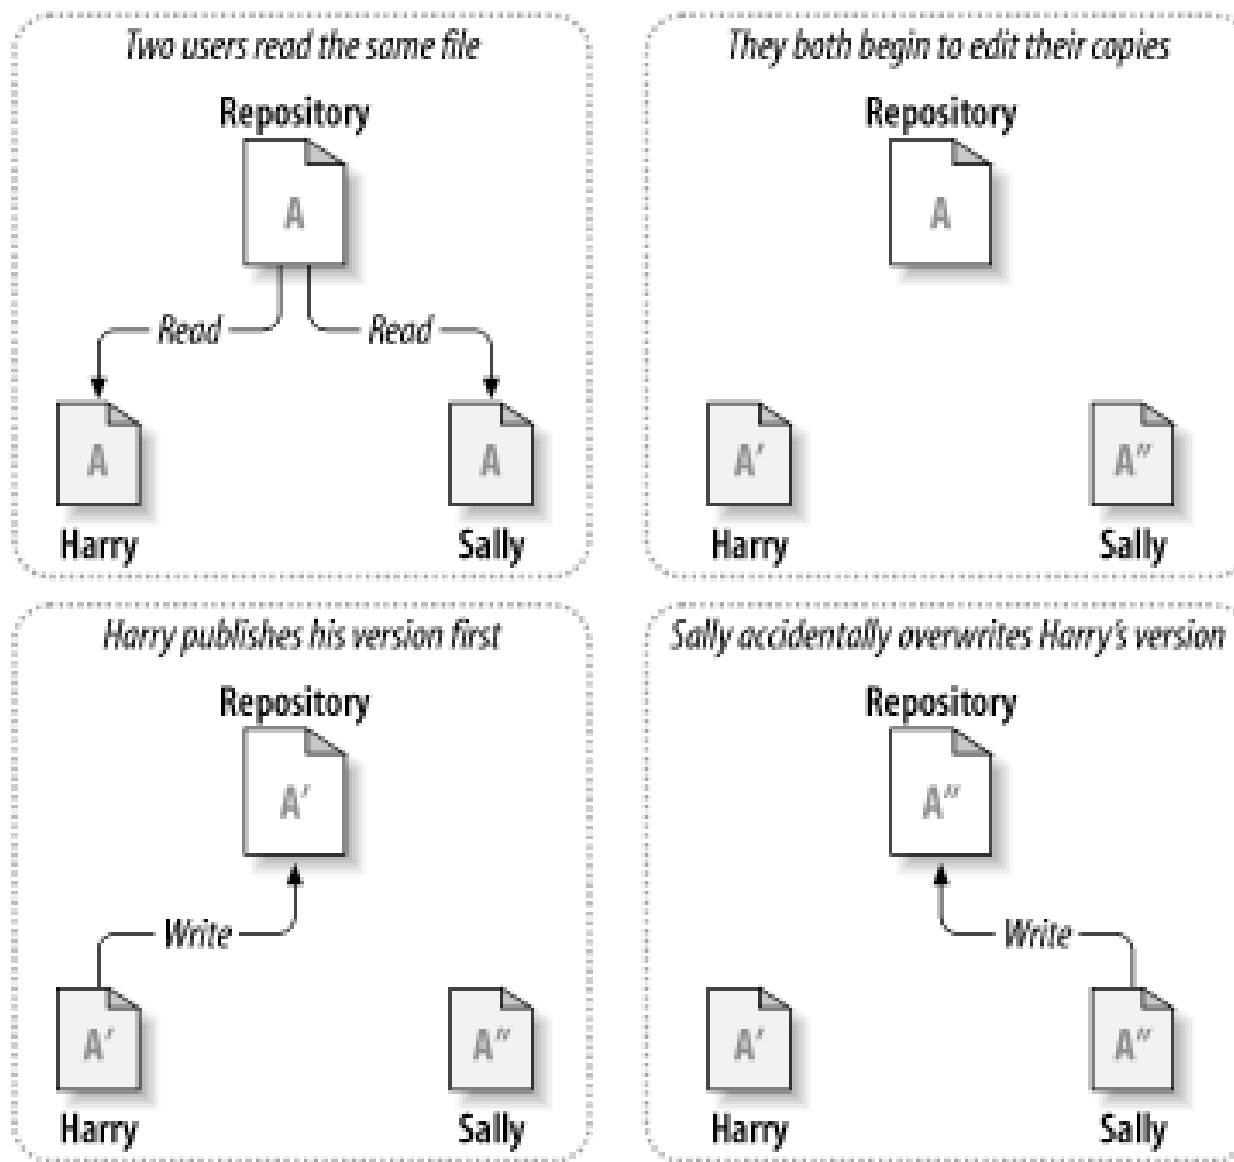 Two users read the same file
Repository
A
Read Read
A A
Harry Sally
They both begin to edit their copies
Repository
A
A' A"
Harry Sally
Harry publishes his version first
Repository
A'
Write
A' A"
Harry Sally
Sally accidentally overwrites Harry's version
Repository
A"
Write
A' A"
Harry Sally